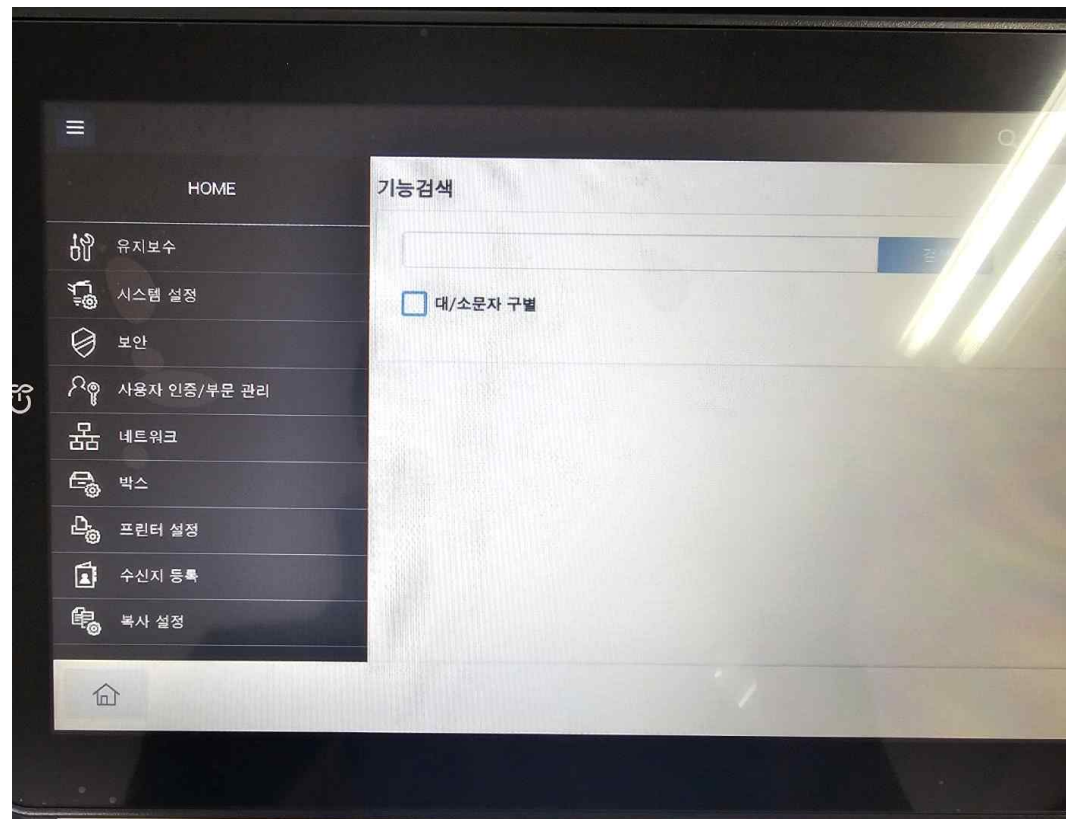 HOME
기능검색
유지보수
시스템 설정
대/소문자 구별
보안
사용자 인증/부문 관리
네트워크
박스
프린터 설정
수신지 등록
복사 설정